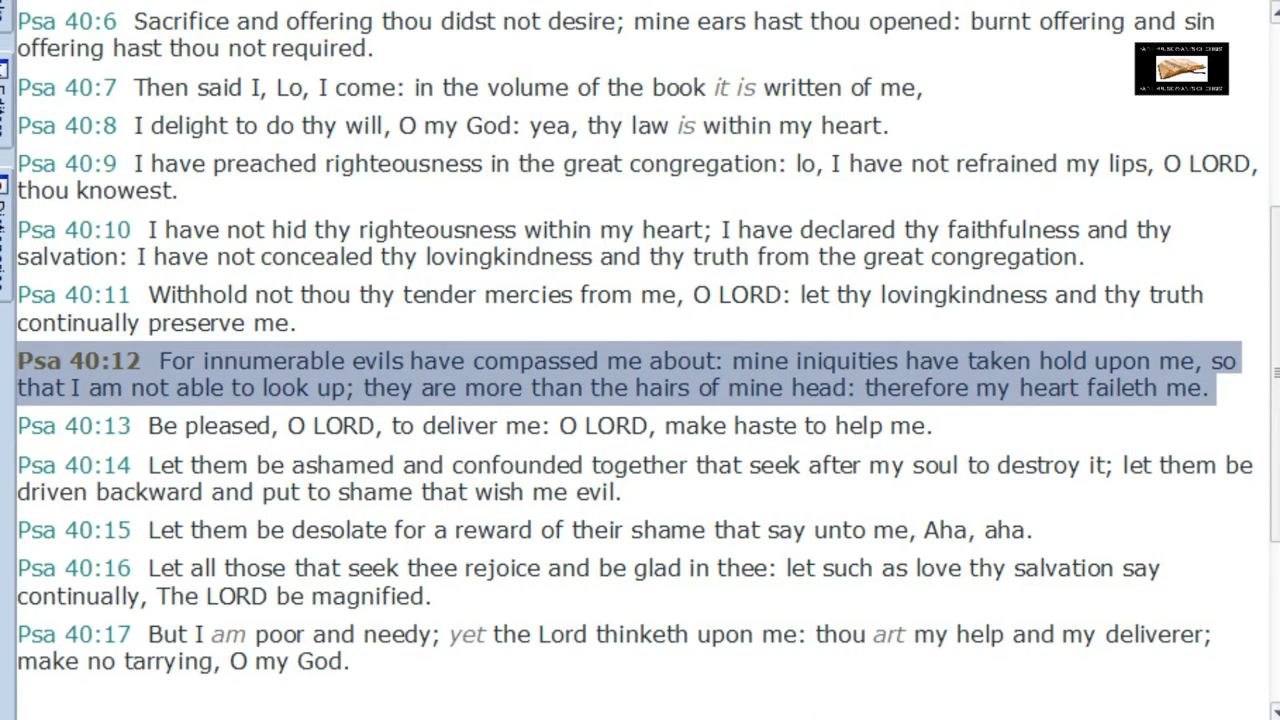 Psa 40:6 Sacrifice and offering thou didst not desire; mine ears hast thou opened: burnt offering and sin
offering hast thou not required.
Psa 40:7 Then said I, Lo, I come: in the volume of the book it is written of me,
Psa 40:8 I delight to do thy will, O my God: yea, thy law is within my heart.
Psa 40:9 I have preached righteousness in the great congregation: lo, I have not refrained my lips, O LORD,
thou knowest.
Psa 40:10 I have not hid thy righteousness within my heart; I have declared thy faithfulness and thy
salvation: I have not concealed thy lovingkindness and thy truth from the great congregation.
Psa 40:11 Withhold not thou thy tender mercies from me, O LORD: let thy lovingkindness and thy truth
continually preserve me.
Psa 40:12 For innumerable evils have compassed me about: mine iniquities have taken hold upon me, so
that I am not able to look up; they are more than the hairs of mine head: therefore my heart faileth me.
Psa 40:13 Be pleased, O LORD, to deliver me: O LORD, make haste to help me.
Psa 40:14 Let them be ashamed and confounded together that seek after my soul to destroy it; let them be
driven backward and put to shame that wish me evil.
Psa 40:15 Let them be desolate for a reward of their shame that say unto me, Aha, aha.
Psa 40:16 Let all those that seek thee rejoice and be glad in thee: let such as love thy salvation say
continually, The LORD be magnified.
Psa 40:17 But I am poor and needy; yet the Lord thinketh upon me: thou art my help and my deliverer;
make no tarrying, O my God.